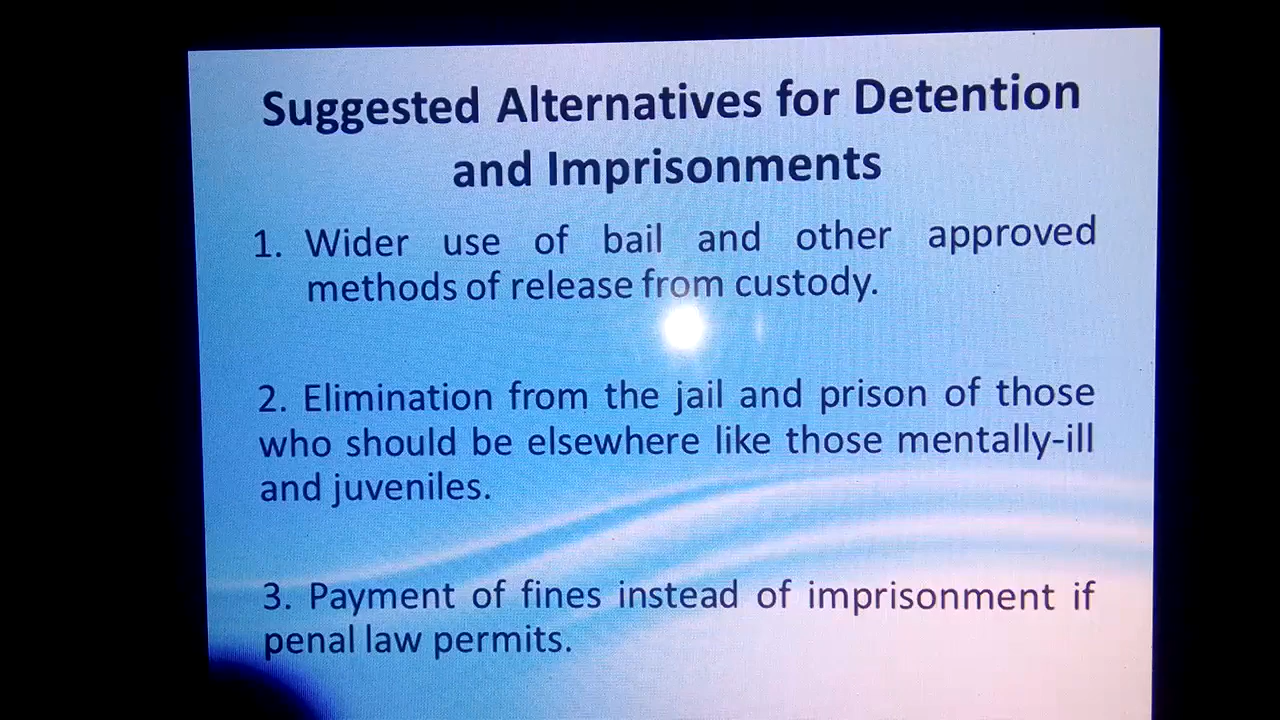 Suggested Alternatives for Detention
and Imprisonments
1. Wider use of bail and other approved
methods of release from custody.
2. Elimination from the jail and prison of those
who should be elsewhere like those mentally-ill
and juveniles.
3. Payment of fines instead of imprisonment if
penal law permits.